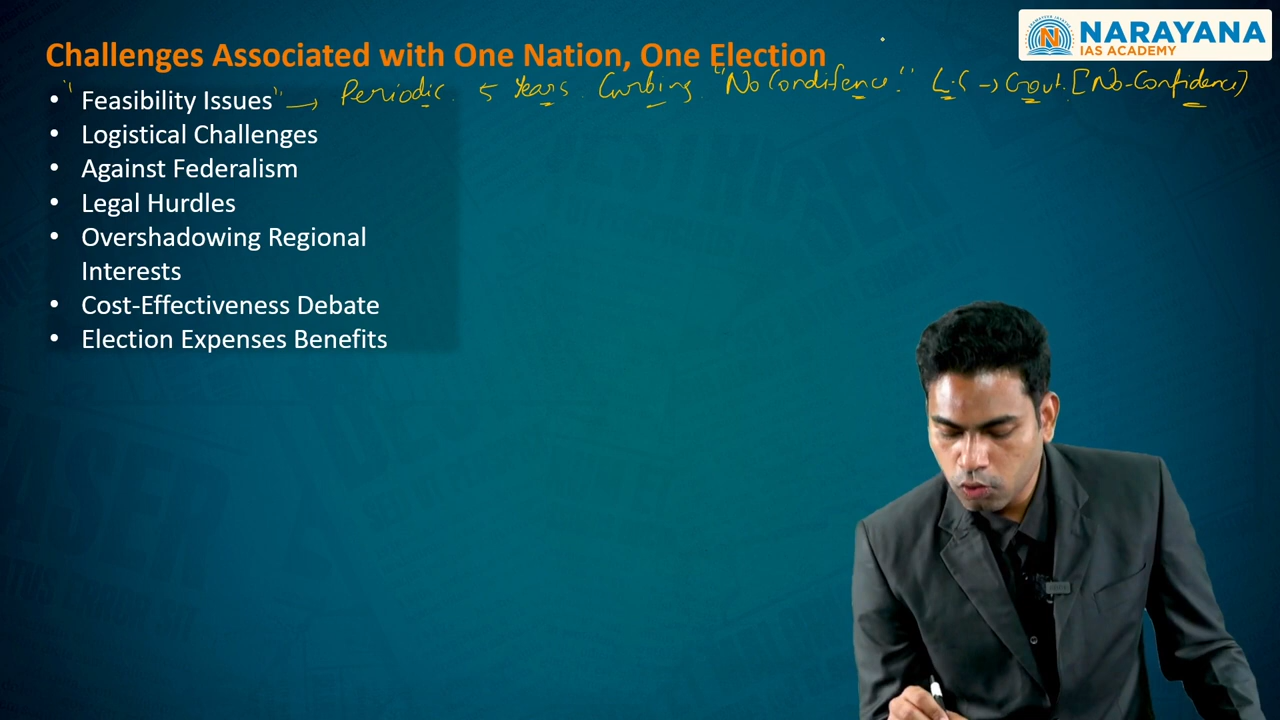 NARAYANA
IAS ACADEMY
Challenges Associated with One Nation, One Election
• "Feasibility Issues" → Periodic. 5 Years. Curbing "No Condifence." L.S → Govt. [No-Confidence]
• Logistical Challenges
• Against Federalism
• Legal Hurdles
• Overshadowing Regional
Interests
• Cost-Effectiveness Debate
• Election Expenses Benefits